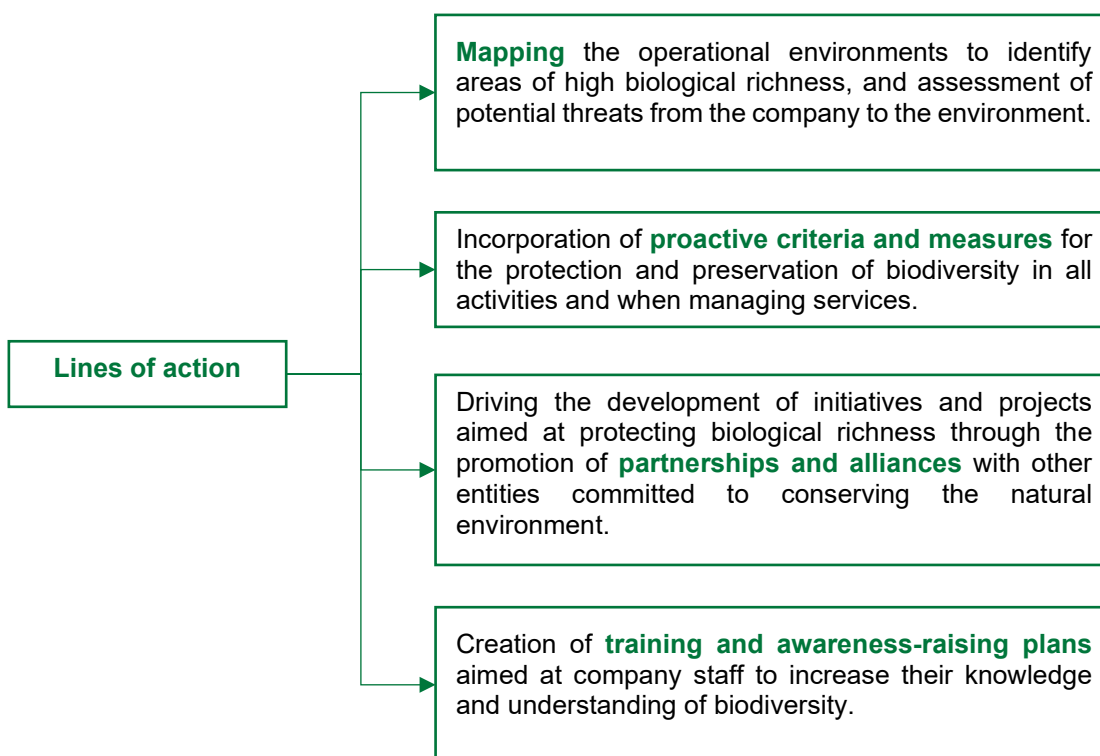 Mapping the operational environments to identify
areas of high biological richness, and assessment of
potential threats from the company to the environment.
Incorporation of proactive criteria and measures for
the protection and preservation of biodiversity in all
activities and when managing services.
Lines of action
Driving the development of initiatives and projects
aimed at protecting biological richness through the
promotion of partnerships and alliances with other
entities committed to conserving the natural
environment.
Creation of training and awareness-raising plans
aimed at company staff to increase their knowledge
and understanding of biodiversity.